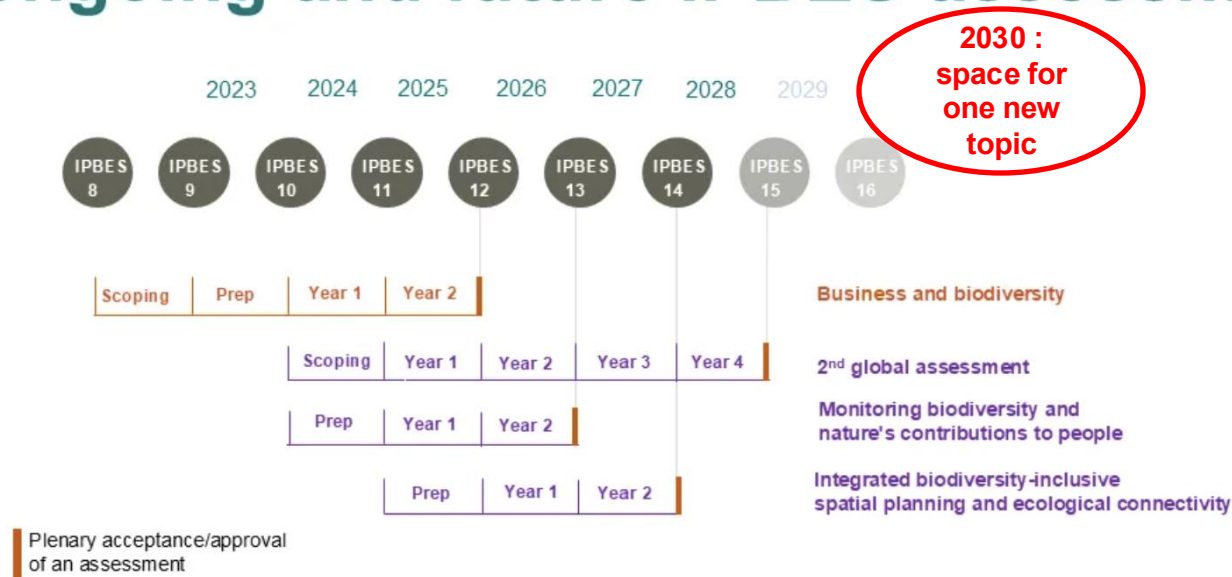 2030 :
space for
one new
topic
2023 2024 2025 2026 2027 2028 2029
IPBES
8
IPBES
9
IPBES
10
IPBES
11
IPBES
12
IPBES
13
IPBES
14
IPBES
15
IPBES
16
Scoping Prep Year 1 Year 2 Business and biodiversity
Scoping Year 1 Year 2 Year 3 Year 4 2nd global assessment
Prep Year 1 Year 2 Monitoring biodiversity and
nature's contributions to people
Prep Year 1 Year 2 Integrated biodiversity-inclusive
spatial planning and ecological connectivity
Plenary acceptance/approval
of an assessment